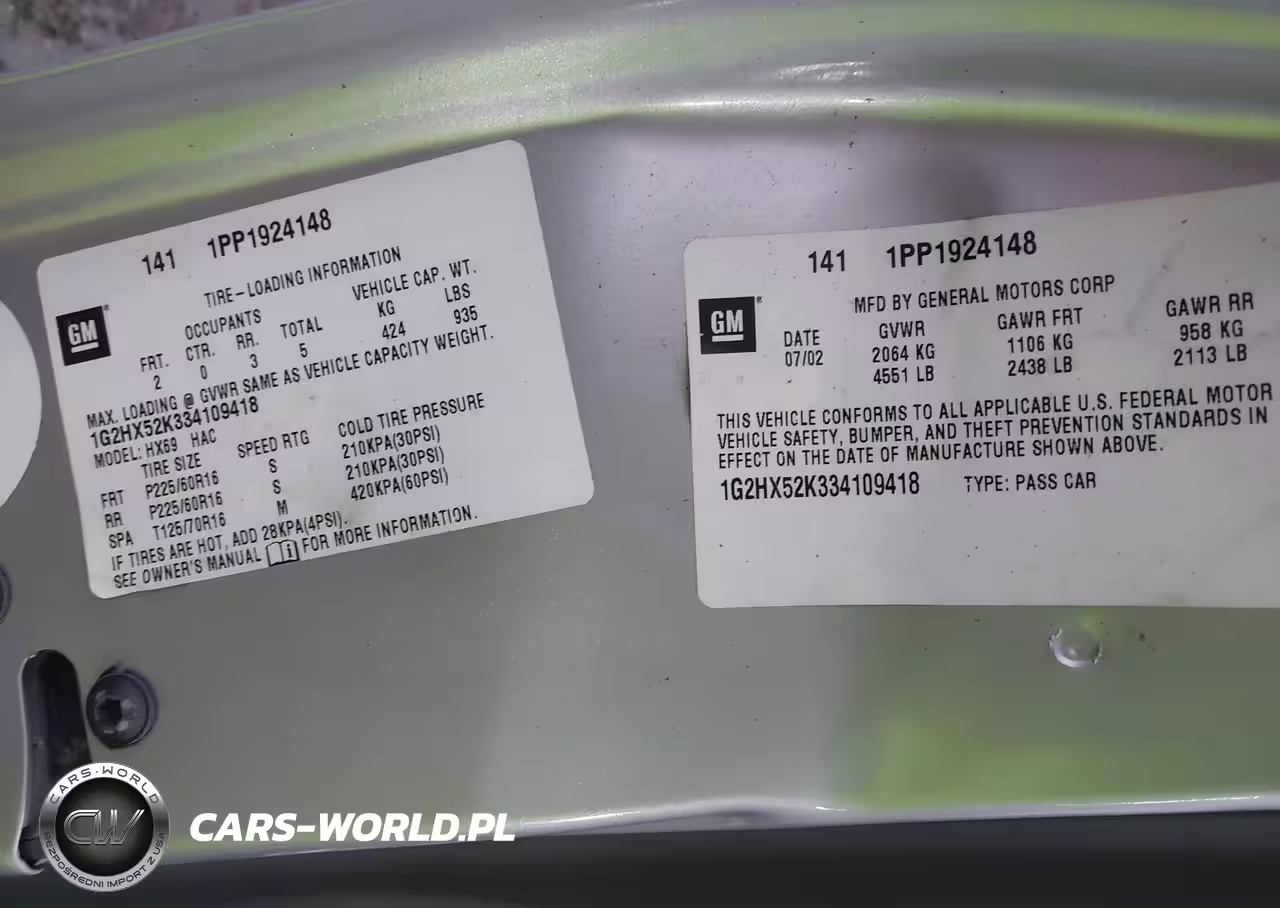 141 1PP1924148
TIRE-LOADING INFORMATION
GM
OCCUPANTS VEHICLE CAP. WT.
FRT. CTR. RR. TOTAL KG LBS
2 0 3 5 424 935
MAX. LOADING @ GVWR SAME AS VEHICLE CAPACITY WEIGHT.
1G2HX52K334109418
MODEL: HX69 HAC
TIRE SIZE SPEED RTG COLD TIRE PRESSURE
FRT P225/60R16 S 210KPA(30PSI)
RR P225/60R16 S 210KPA(30PSI)
SPA T125/70R16 M 420KPA(60PSI)
IF TIRES ARE HOT, ADD 28KPA(4PSI).
SEE OWNER'S MANUAL FOR MORE INFORMATION.
141 1PP1924148
GM
MFD BY GENERAL MOTORS CORP
DATE GVWR GAWR FRT GAWR RR
07/02 2064 KG 1106 KG 958 KG
4551 LB 2438 LB 2113 LB
THIS VEHICLE CONFORMS TO ALL APPLICABLE U.S. FEDERAL MOTOR
VEHICLE SAFETY, BUMPER, AND THEFT PREVENTION STANDARDS IN
EFFECT ON THE DATE OF MANUFACTURE SHOWN ABOVE.
1G2HX52K334109418 TYPE: PASS CAR
CARS-WORLD
CW
BEZPOŚREDNI IMPORT Z USA
CARS-WORLD.PL